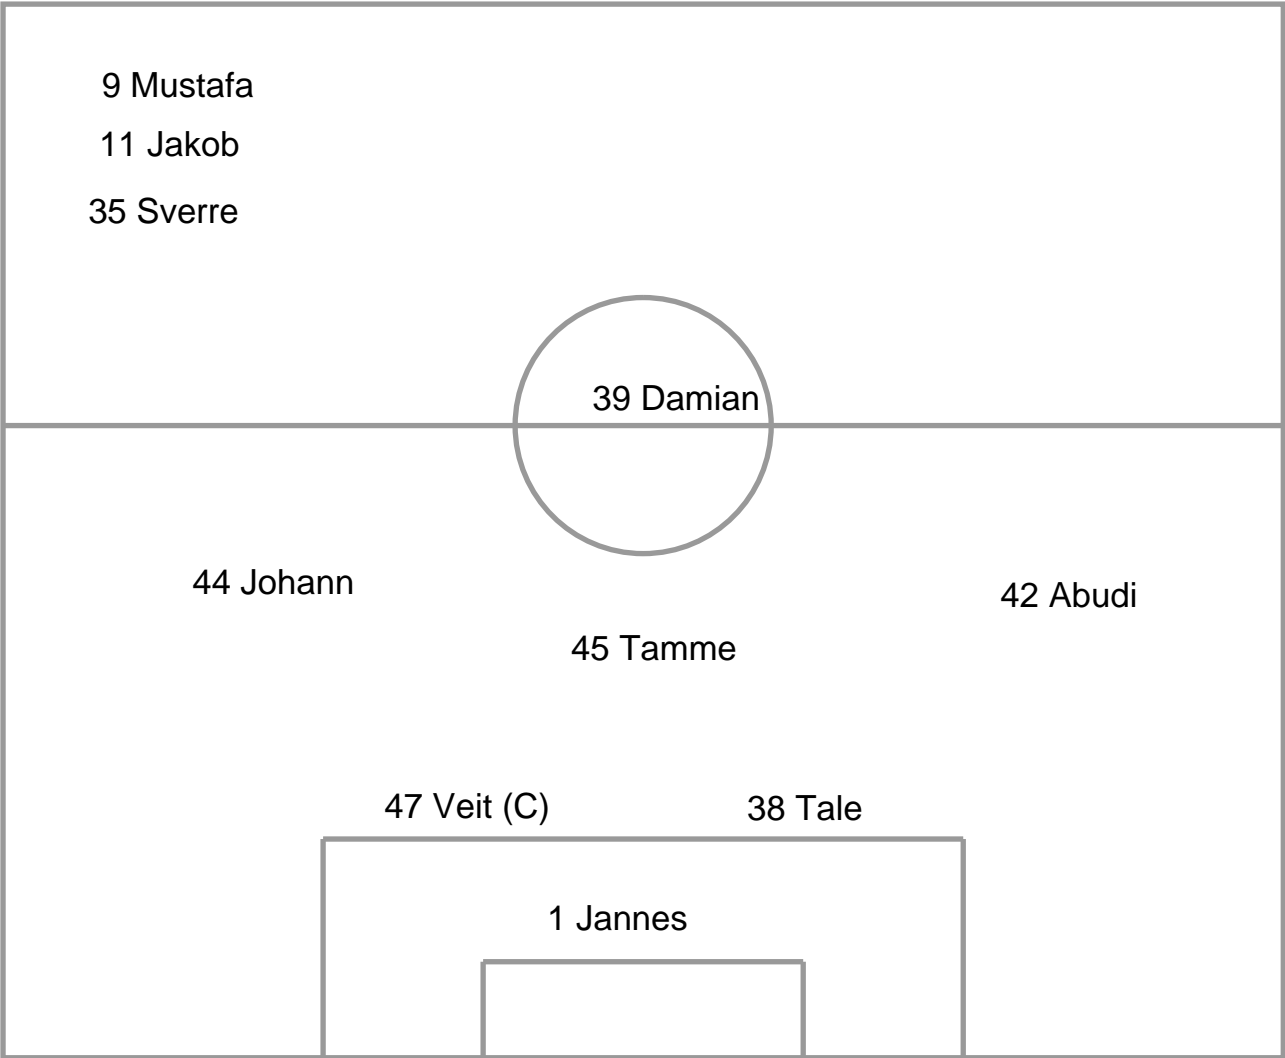 9 Mustafa
11 Jakob
35 Sverre
39 Damian
44 Johann
42 Abudi
45 Tamme
47 Veit (C)
38 Tale
1 Jannes